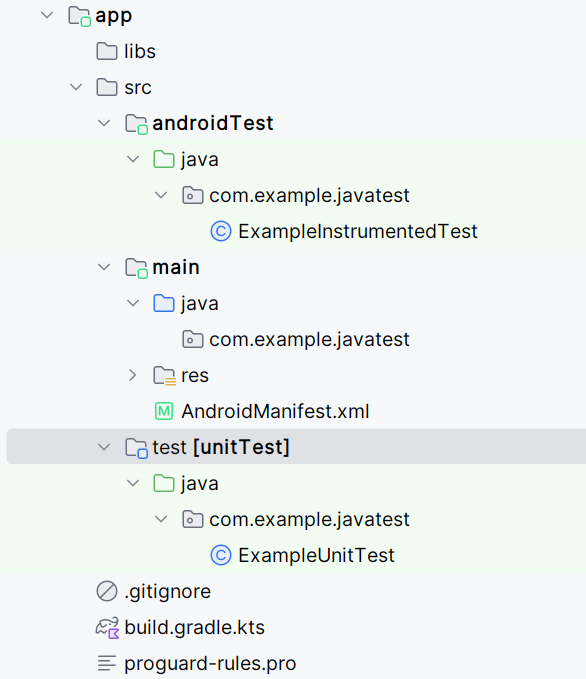 app
libs
src
androidTest
java
com.example.javatest
ExampleInstrumentedTest
main
java
com.example.javatest
res
AndroidManifest.xml
test [unitTest]
java
com.example.javatest
ExampleUnitTest
.gitignore
build.gradle.kts
proguard-rules.pro